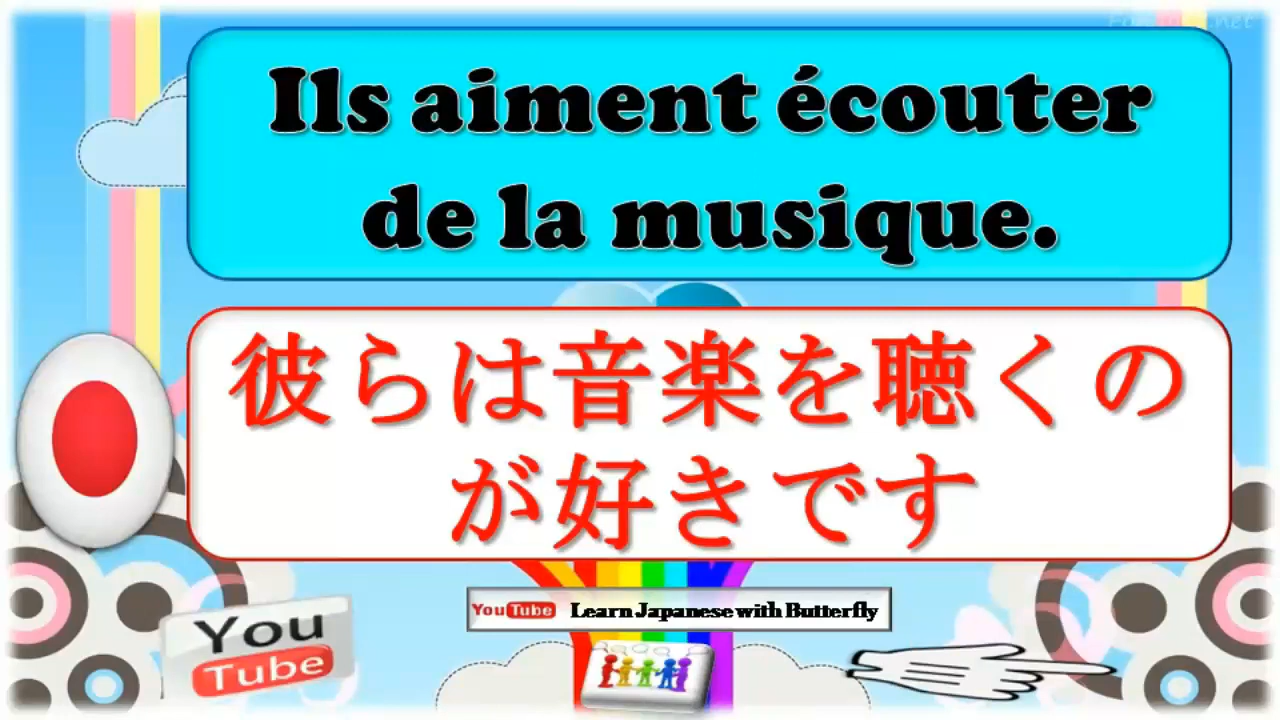 Ils aiment écouter
de la musique.
彼らは音楽を聴くの
が好きです
YouTube Learn Japanese with Butterfly
You
Tube